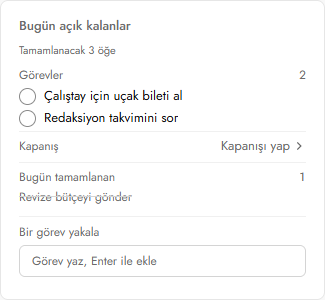 Bugün açık kalanlar
Tamamlanacak 3 öğe
Görevler 2
Çalıştay için uçak bileti al
Redaksiyon takvimini sor
Kapanış Kapanışı yap
Bugün tamamlanan 1
Revize bütçeyi gönder
Bir görev yakala
Görev yaz, Enter ile ekle